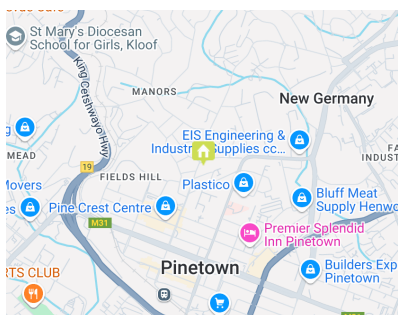 St Mary's Diocesan
School for Girls, Kloof
King Cetshwayo Hwy
MANORS
New Germany
EIS Engineering &
Industrial Supplies cc...
MEAD
19
FIELDS HILL
Plastico
Movers
es
Pine Crest Centre
M31
Bluff Meat
Supply Henwo
Premier Splendid
Inn Pinetown
Pinetown
Builders Exp
Pinetown
RTS CLUB